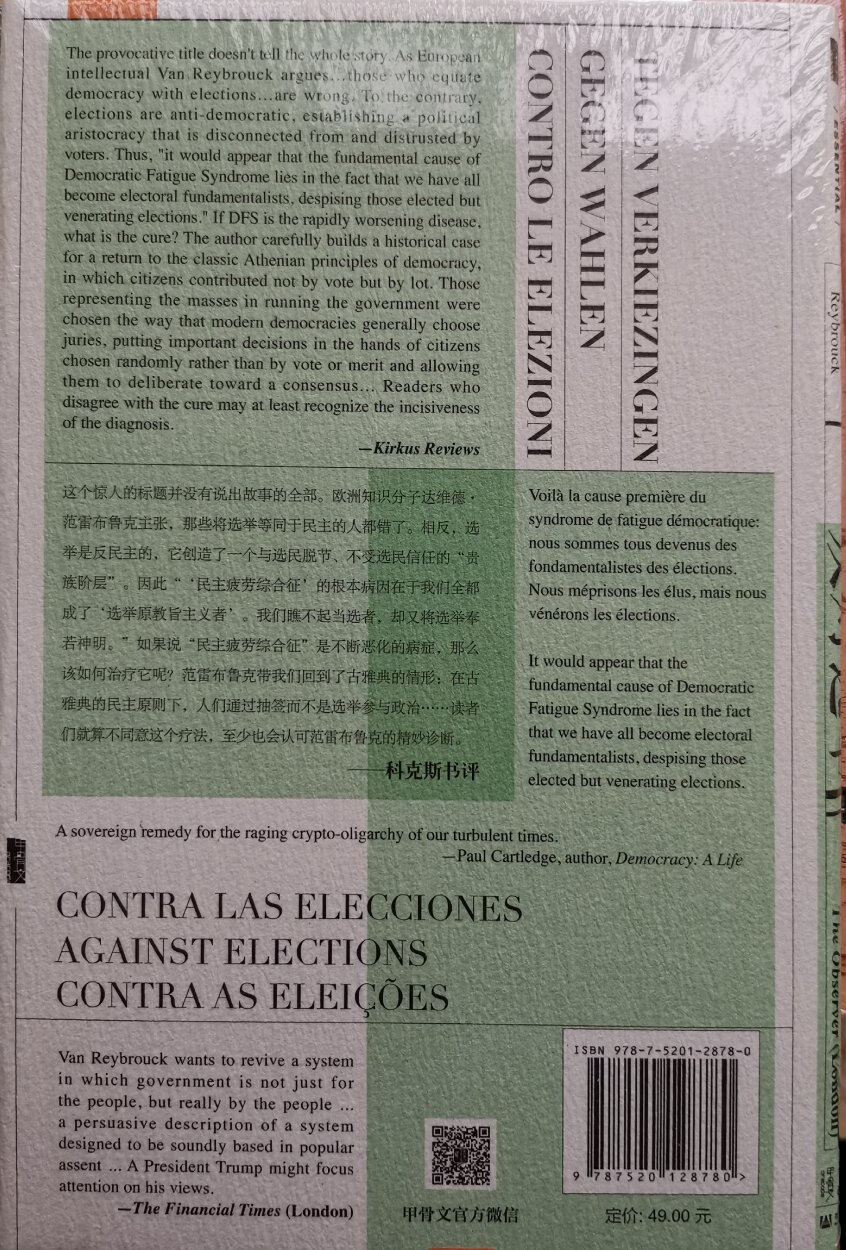 The provocative title doesn't tell the whole story. As European
intellectual Van Reybrouck argues...those who equate
democracy with elections...are wrong. To the contrary,
elections are anti-democratic, establishing a political
aristocracy that is disconnected from and distrusted by
voters. Thus, "it would appear that the fundamental cause of
Democratic Fatigue Syndrome lies in the fact that we have all
become electoral fundamentalists, despising those elected but
venerating elections." If DFS is the rapidly worsening disease,
what is the cure? The author carefully builds a historical case
for a return to the classic Athenian principles of democracy,
in which citizens contributed not by vote but by lot. Those
representing the masses in running the government were
chosen the way that modern democracies generally choose
juries, putting important decisions in the hands of citizens
chosen randomly rather than by vote or merit and allowing
them to deliberate toward a consensus... Readers who
disagree with the cure may at least recognize the incisiveness
of the diagnosis.
—Kirkus Reviews
TEGEN VERKIEZINGEN
GEGEN WAHLEN
CONTRO LE ELEZIONI
这个惊人的标题并没有说出故事的全部。欧洲知识分子达维德·
范雷布鲁克主张，那些将选举等同于民主的人都错了。相反，选
举是反民主的，它创造了一个与选民脱节、不受选民信任的“贵
族阶层”。因此“‘民主疲劳综合征’的根本病因在于我们全都
成了‘选举原教旨主义者’。我们瞧不起当选者，却又将选举奉
若神明。”如果说“民主疲劳综合征”是不断恶化的病症，那么
该如何治疗它呢？范雷布鲁克带我们回到了古雅典的情形：在古
雅典的民主原则下，人们通过抽签而不是选举参与政治……读者
们就算不同意这个疗法，至少也会认可范雷布鲁克的精妙诊断。
——科克斯书评
Voilà la cause première du
syndrome de fatigue démocratique:
nous sommes tous devenus des
fondamentalistes des élections.
Nous méprisons les élus, mais nous
vénérons les élections.
It would appear that the
fundamental cause of Democratic
Fatigue Syndrome lies in the fact
that we have all become electoral
fundamentalists, despising those
elected but venerating elections.
A sovereign remedy for the raging crypto-oligarchy of our turbulent times.
—Paul Cartledge, author, Democracy: A Life
CONTRA LAS ELECCIONES
AGAINST ELECTIONS
CONTRA AS ELEIÇÕES
Van Reybrouck wants to revive a system
in which government is not just for
the people, but really by the people ...
a persuasive description of a system
designed to be soundly based in popular
assent ... A President Trump might focus
attention on his views.
—The Financial Times (London)
甲骨文官方微信
ISBN 978-7-5201-2878-0
9 787520 128780 >
定价: 49.00 元
甲骨文
Reybrouck
The Observer (London)